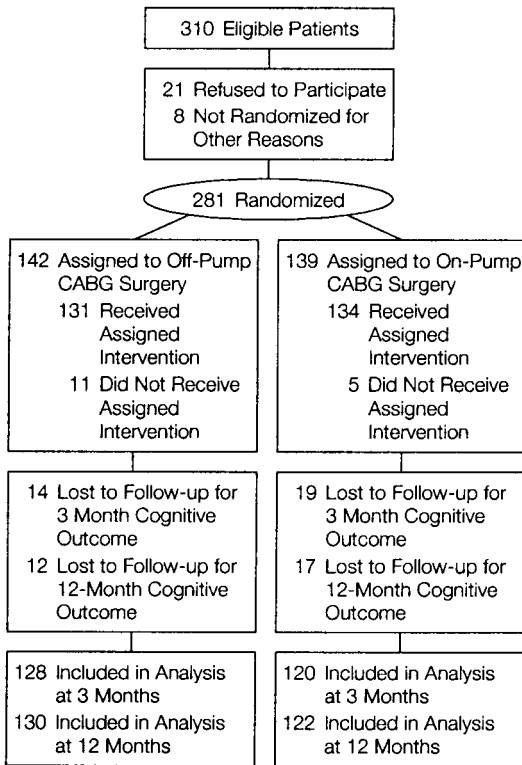 310 Eligible Patients
21 Refused to Participate
8 Not Randomized for
Other Reasons
281 Randomized
142 Assigned to Off-Pump
CABG Surgery
131 Received
Assigned
Intervention
11 Did Not Receive
Assigned
Intervention
139 Assigned to On-Pump
CABG Surgery
134 Received
Assigned
Intervention
5 Did Not Receive
Assigned
Intervention
14 Lost to Follow-up for
3 Month Cognitive
Outcome
12 Lost to Follow-up for
12-Month Cognitive
Outcome
19 Lost to Follow-up for
3 Month Cognitive
Outcome
17 Lost to Follow-up for
12-Month Cognitive
Outcome
128 Included in Analysis
at 3 Months
130 Included in Analysis
at 12 Months
120 Included in Analysis
at 3 Months
122 Included in Analysis
at 12 Months